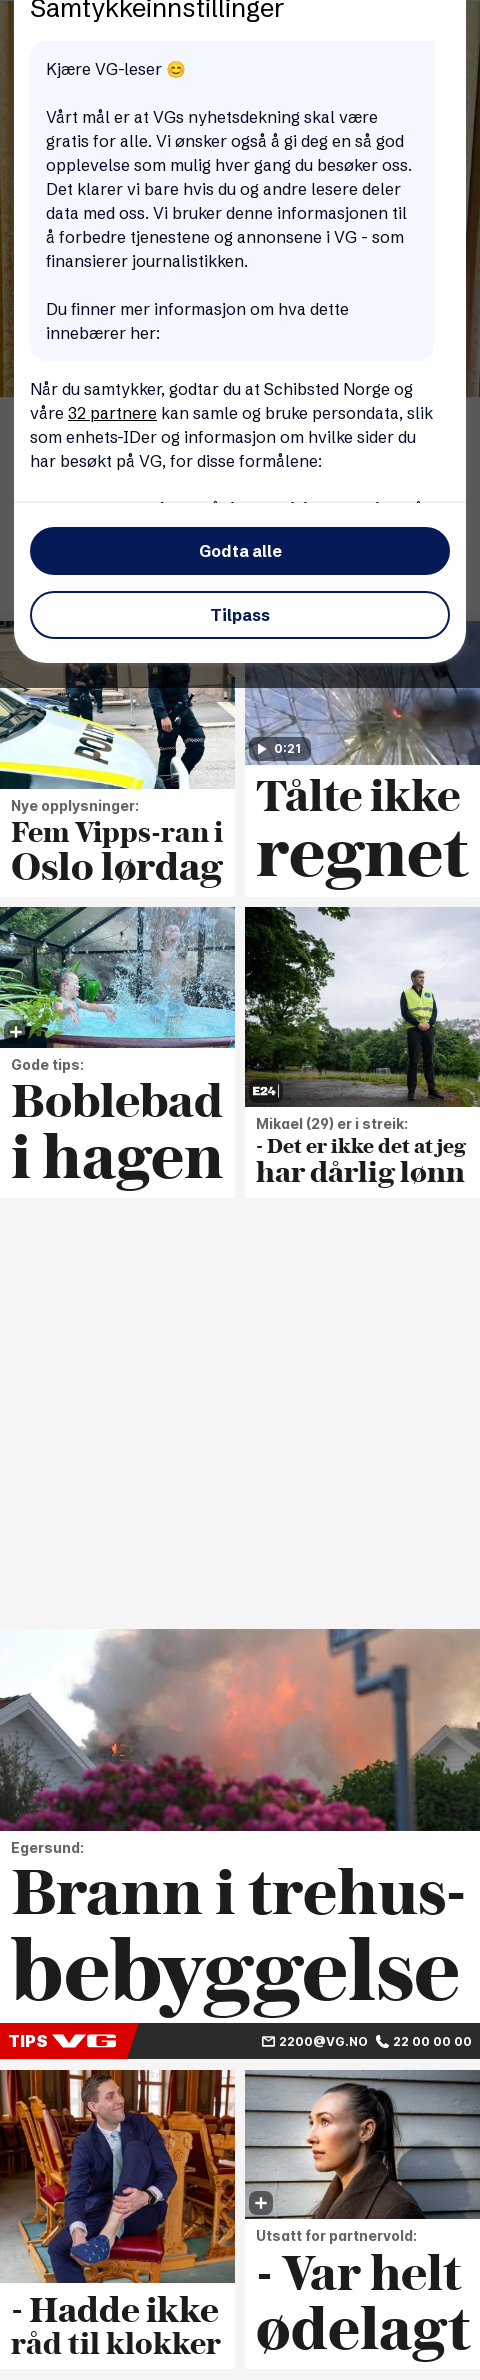 Samtykkeinnstillinger
Kjære VG-leser 😊
Vårt mål er at VGs nyhetsdekning skal være
gratis for alle. Vi ønsker også å gi deg en så god
opplevelse som mulig hver gang du besøker oss.
Det klarer vi bare hvis du og andre lesere deler
data med oss. Vi bruker denne informasjonen til
å forbedre tjenestene og annonsene i VG - som
finansierer journalistikken.
Du finner mer informasjon om hva dette
innebærer her:
Når du samtykker, godtar du at Schibsted Norge og
våre 32 partnere kan samle og bruke persondata, slik
som enhets-IDer og informasjon om hvilke sider du
har besøkt på VG, for disse formålene:
Godta alle
Tilpass
POLITI
Nye opplysninger:
Fem Vipps-ran i
Oslo lørdag
0:21
Tålte ikke
regnet
Gode tips:
Boblebad
i hagen
E24
Mikael (29) er i streik:
- Det er ikke det at jeg
har dårlig lønn
Egersund:
Brann i trehus-
bebyggelse
TIPS VG
2200@VG.NO 22 00 00 00
- Hadde ikke
råd til klokker
Utsatt for partnervold:
- Var helt
ødelagt